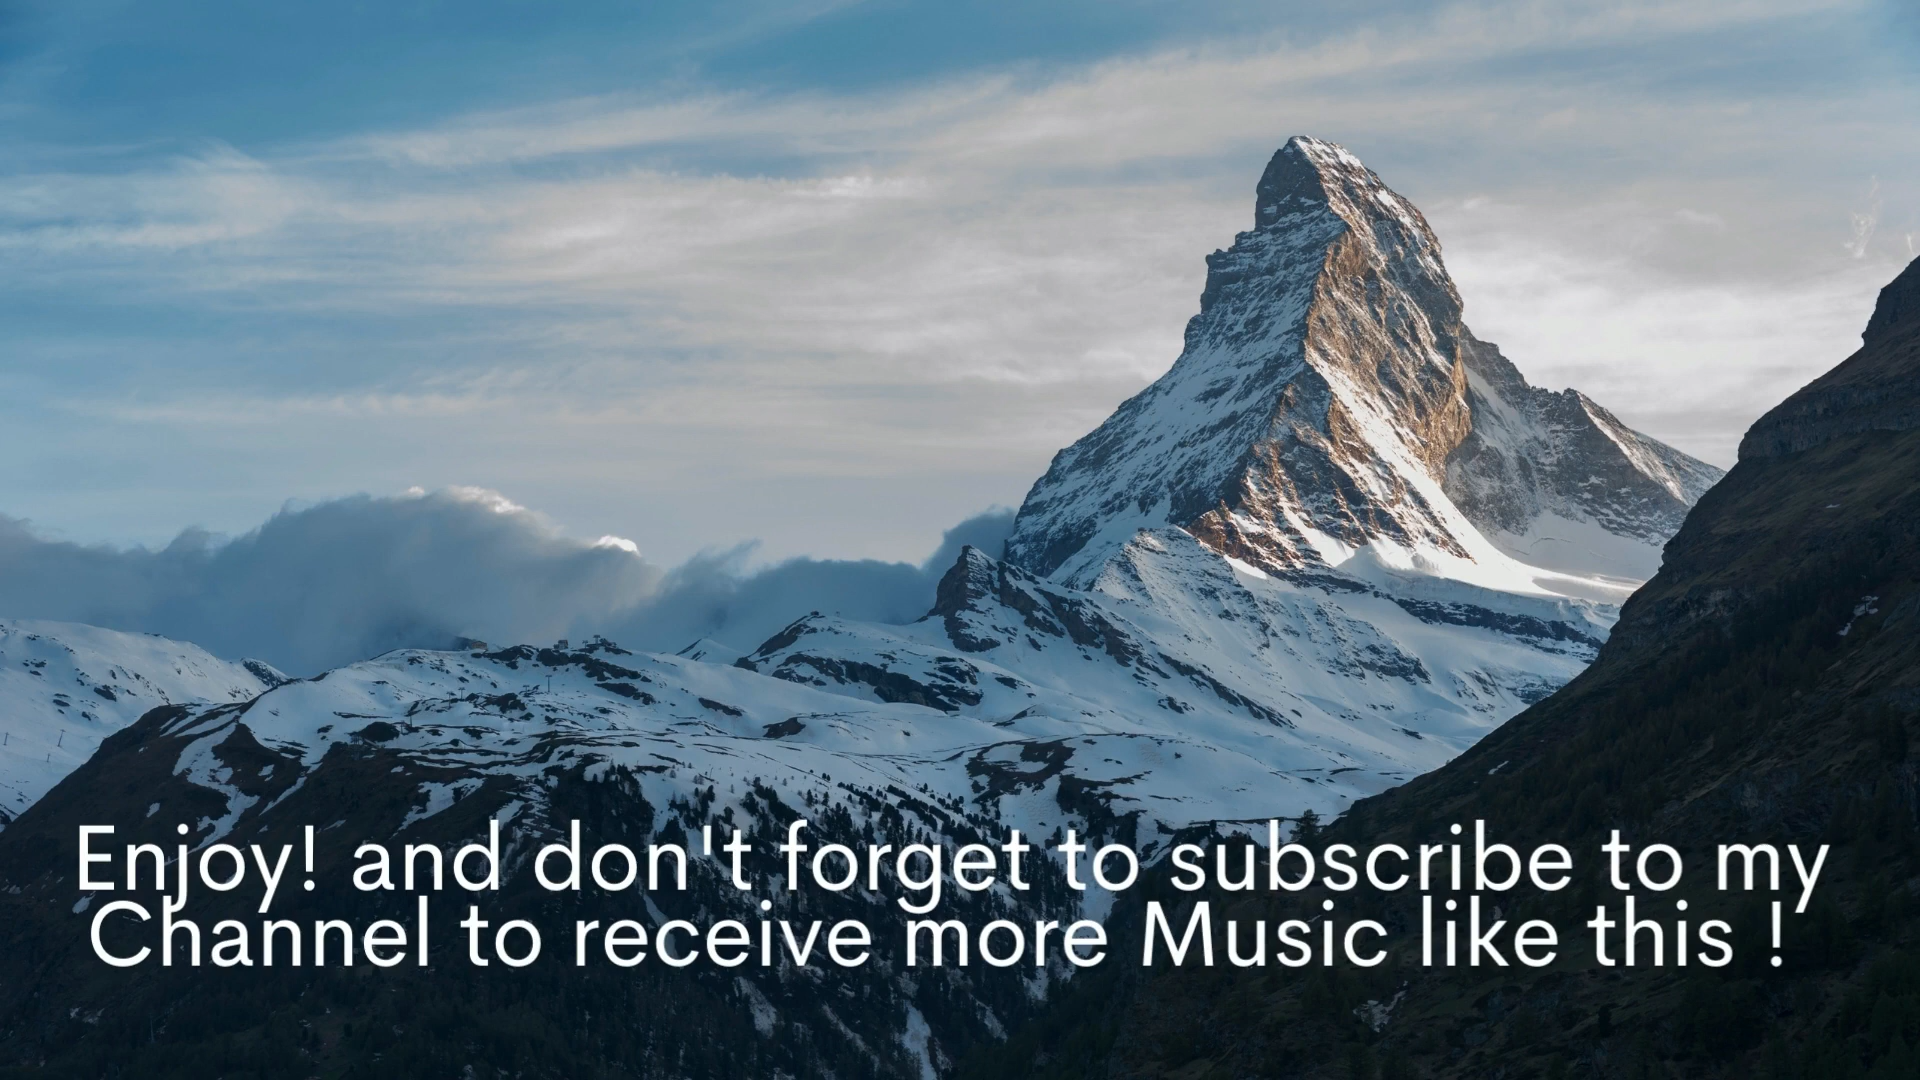 Enjoy! and don't forget to subscribe to my
Channel to receive more Music like this !